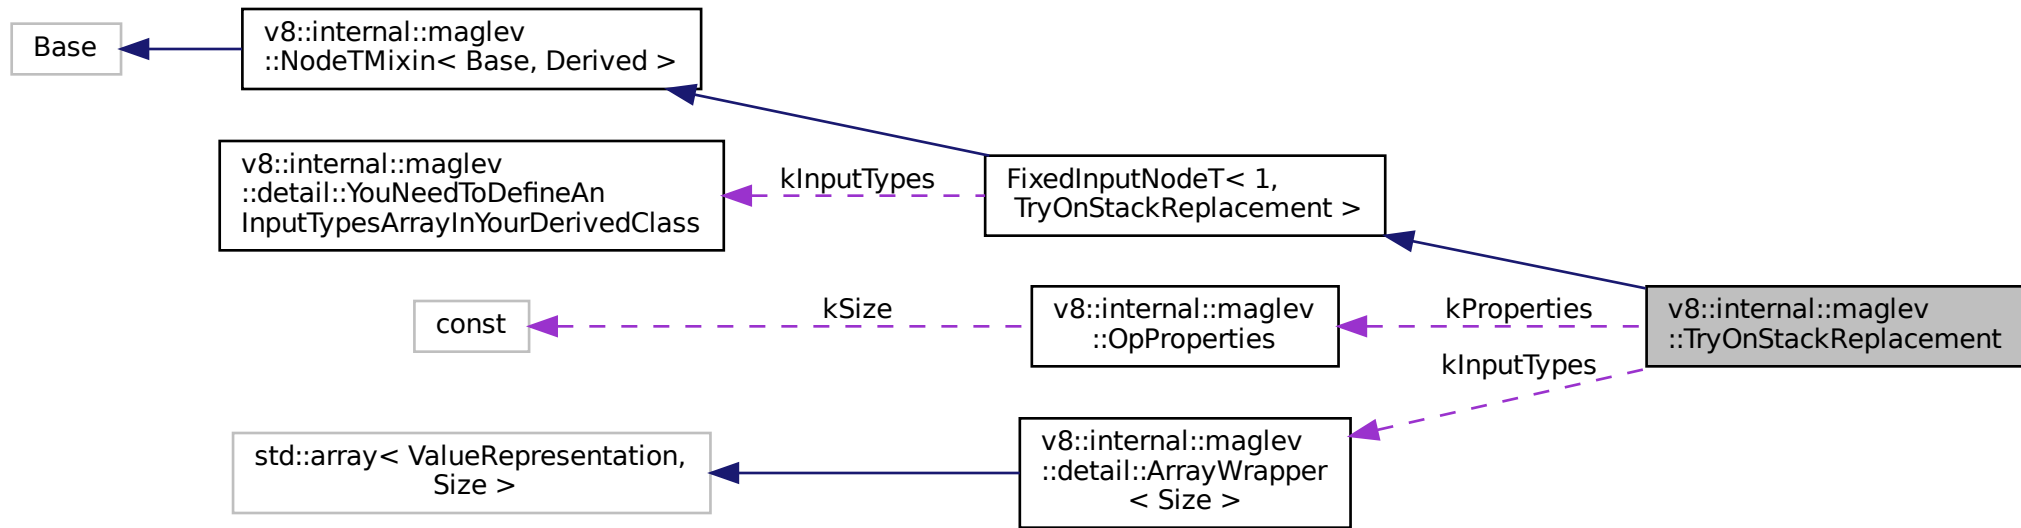 Base
v8::internal::maglev
::NodeTMixin< Base, Derived >
v8::internal::maglev
::detail::YouNeedToDefineAn
InputTypesArrayInYourDerivedClass
kInputTypes
FixedInputNodeT< 1,
TryOnStackReplacement >
const
kSize
v8::internal::maglev
::OpProperties
kProperties
v8::internal::maglev
::TryOnStackReplacement
kInputTypes
std::array< ValueRepresentation,
Size >
v8::internal::maglev
::detail::ArrayWrapper
< Size >